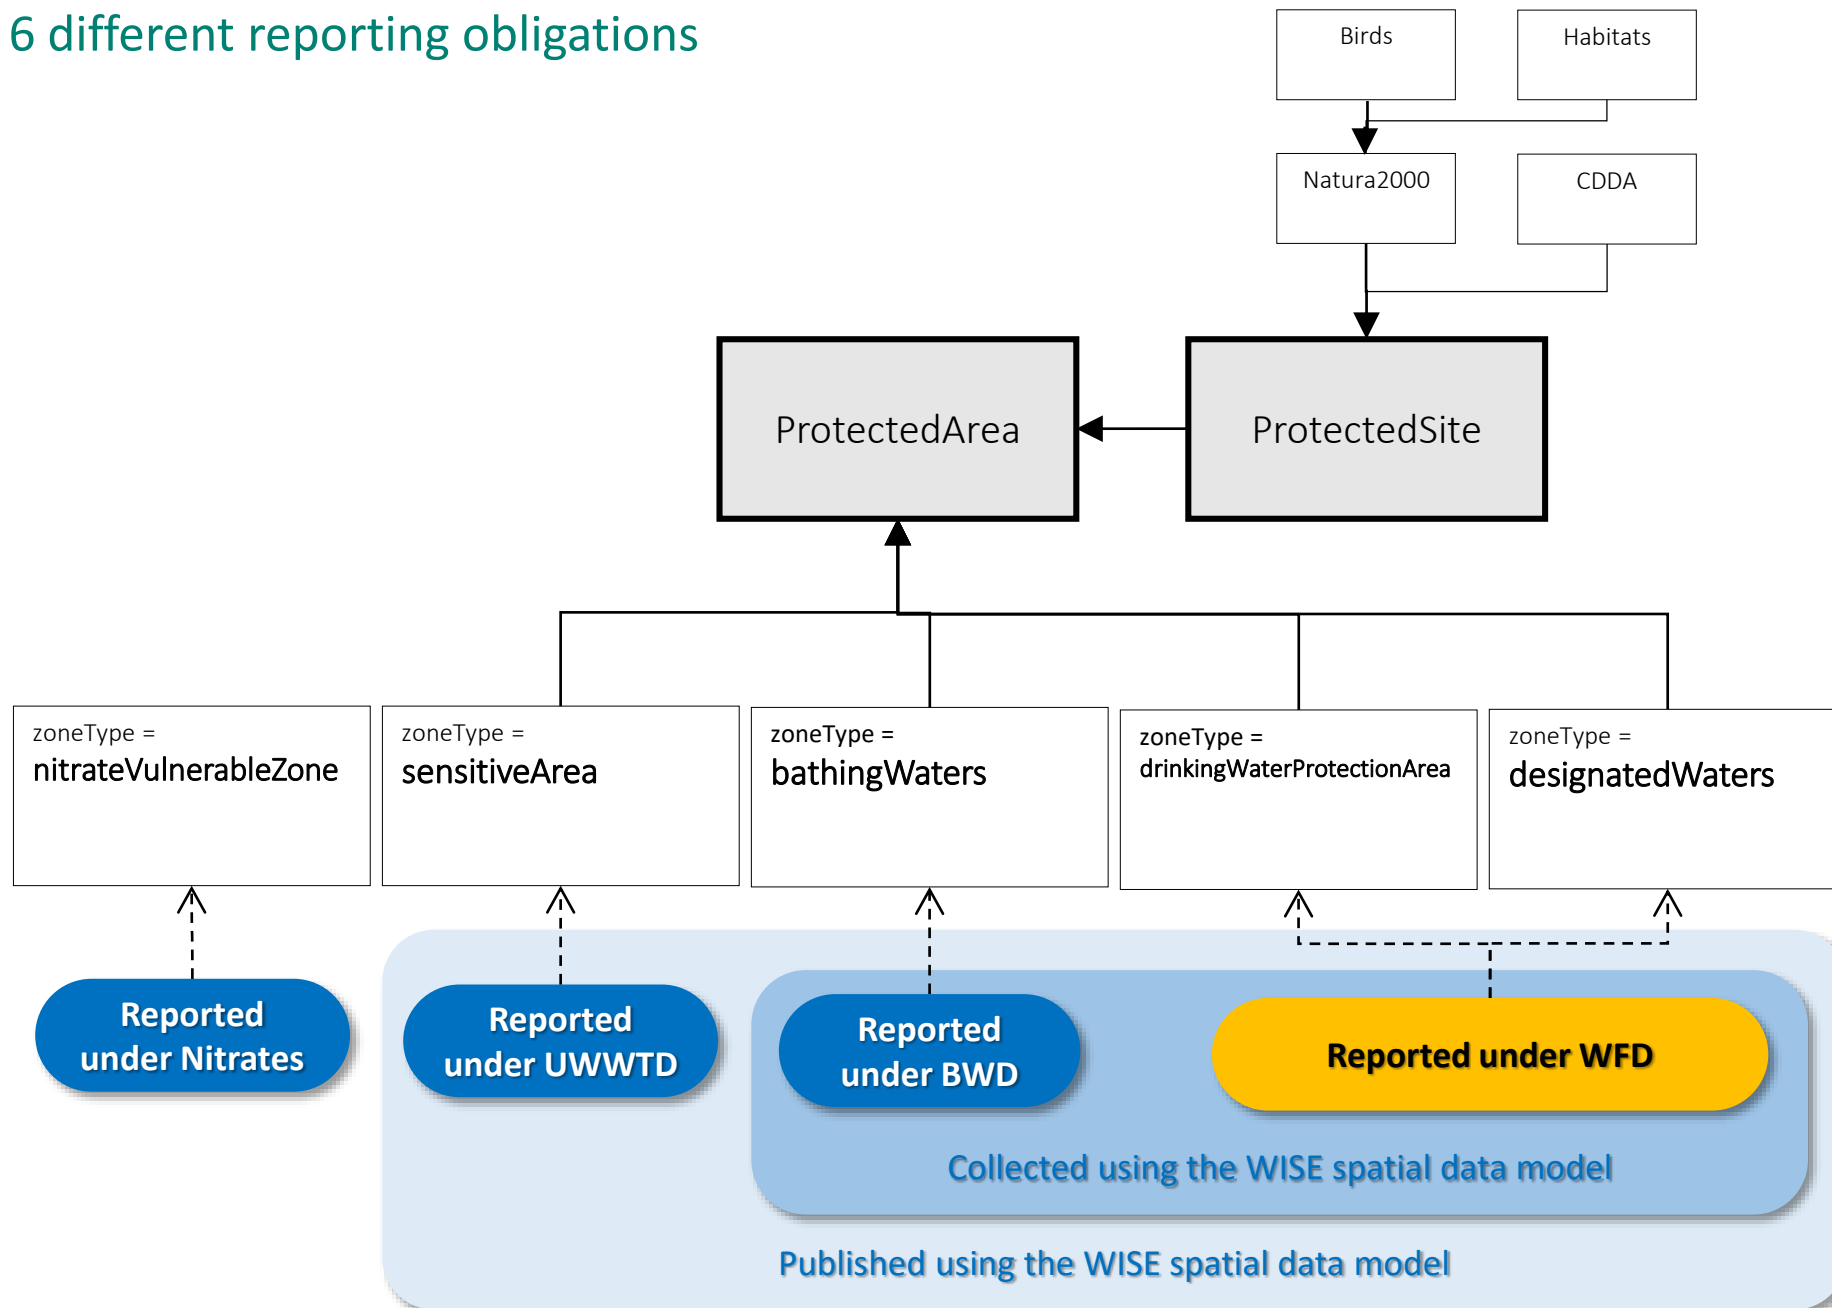 6 different reporting obligations
Birds
Habitats
Natura2000
CDDA
ProtectedArea
ProtectedSite
zoneType =
nitrateVulnerableZone
zoneType =
sensitiveArea
zoneType =
bathingWaters
zoneType =
drinkingWaterProtectionArea
zoneType =
designatedWaters
Reported
under Nitrates
Reported
under UWWTD
Reported
under BWD
Reported under WFD
Collected using the WISE spatial data model
Published using the WISE spatial data model